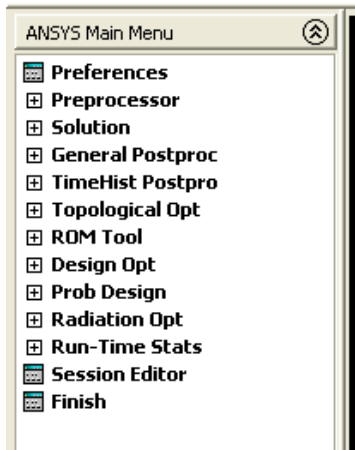 ANSYS Main Menu
Preferences
Preprocessor
Solution
General Postproc
TimeHist Postpro
Topological Opt
ROM Tool
Design Opt
Prob Design
Radiation Opt
Run-Time Stats
Session Editor
Finish